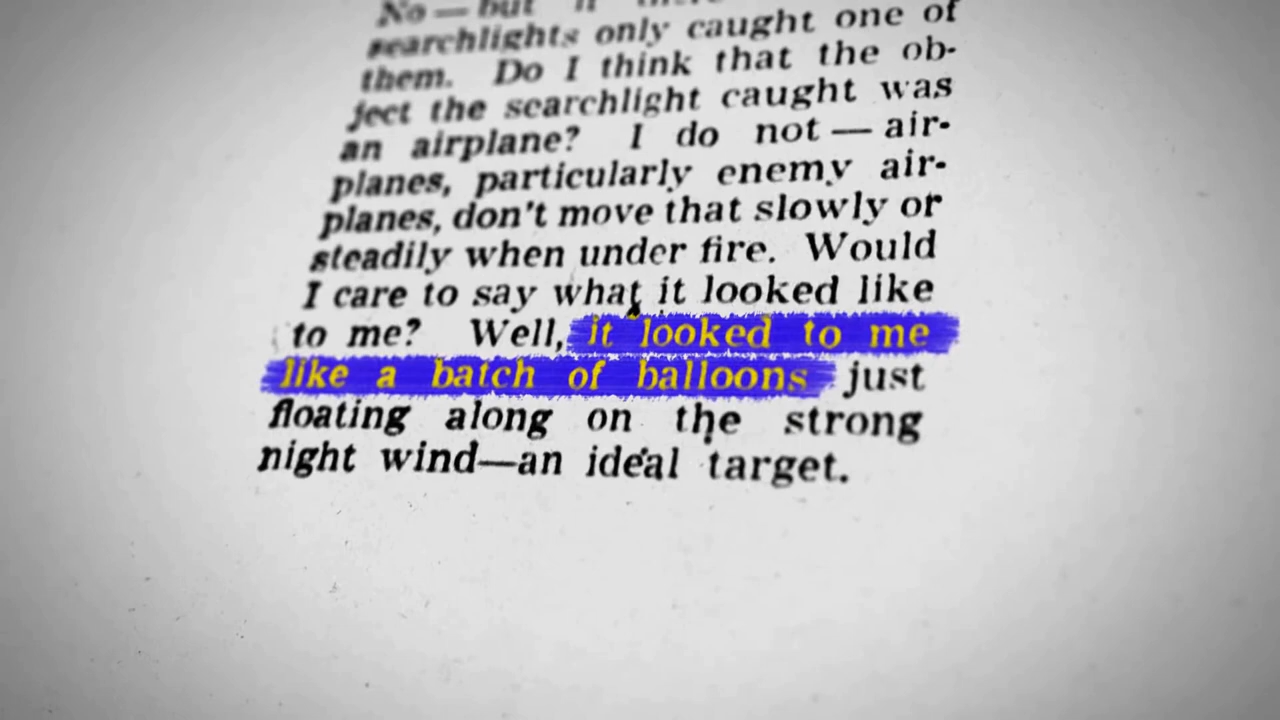 No — but
searchlights only caught one of
them. Do I think that the ob-
ject the searchlight caught was
an airplane? I do not — air-
planes, particularly enemy air-
planes, don't move that slowly or
steadily when under fire. Would
I care to say what it looked like
to me? Well, it looked to me
like a batch of balloons just
floating along on the strong
night wind—an ideal target.